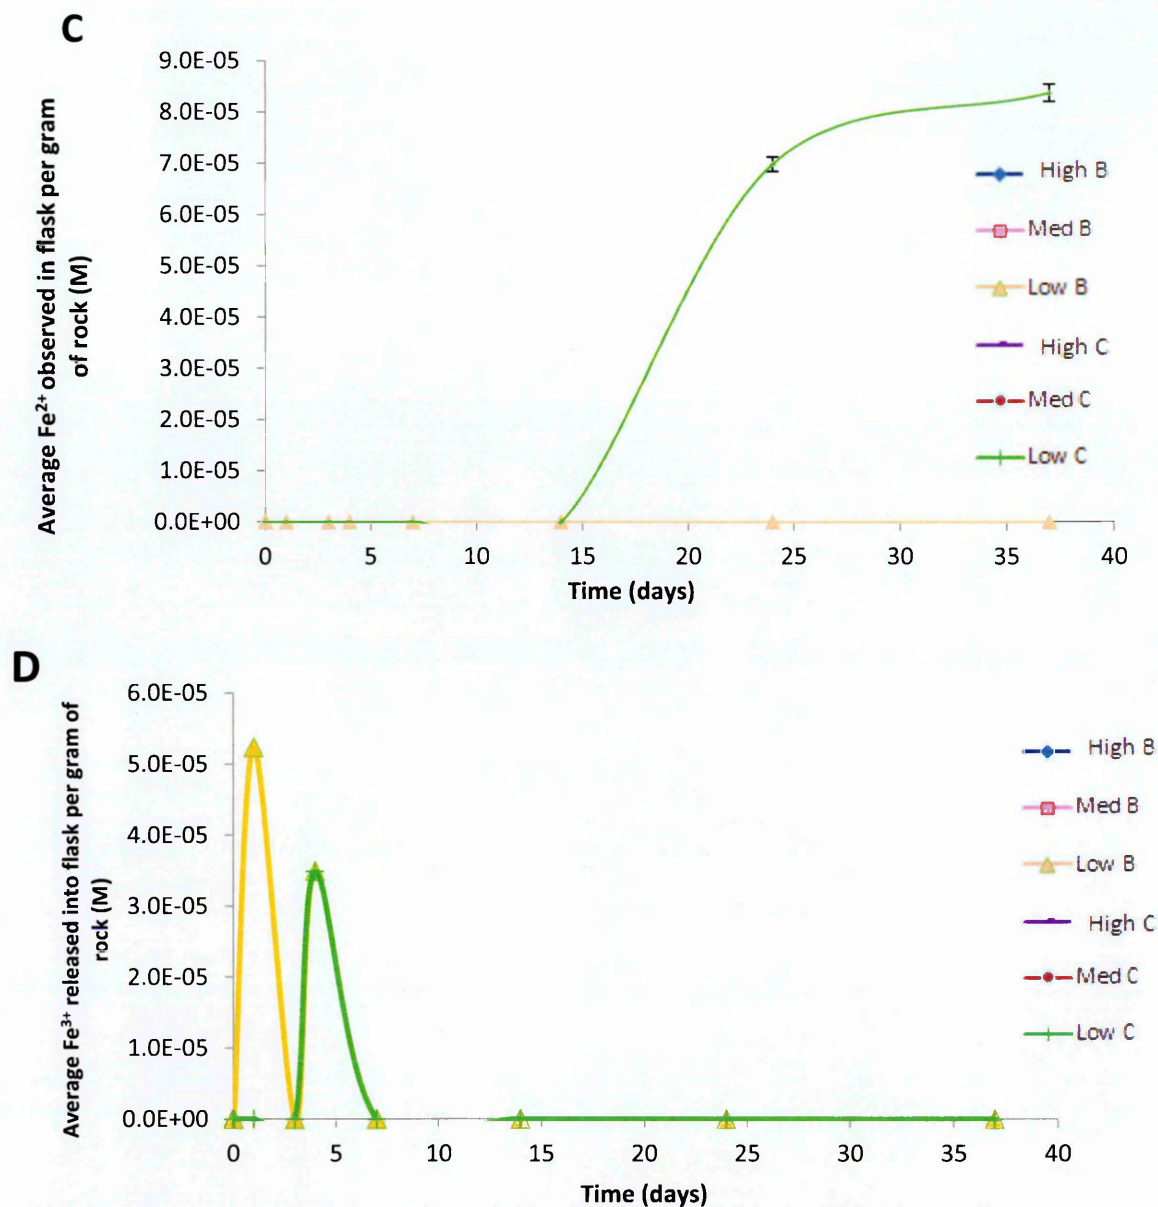 C
9.0E-05
8.0E-05
7.0E-05
6.0E-05
5.0E-05
4.0E-05
3.0E-05
2.0E-05
1.0E-05
0.0E+00
Average Fe²⁺ observed in flask per gram
of rock (M)
0 5 10 15 20 25 30 35 40
Time (days)
High B
Med B
Low B
High C
Med C
Low C
D
6.0E-05
5.0E-05
4.0E-05
3.0E-05
2.0E-05
1.0E-05
0.0E+00
Average Fe³⁺ released into flask per gram of
rock (M)
0 5 10 15 20 25 30 35 40
Time (days)
High B
Med B
Low B
High C
Med C
Low C